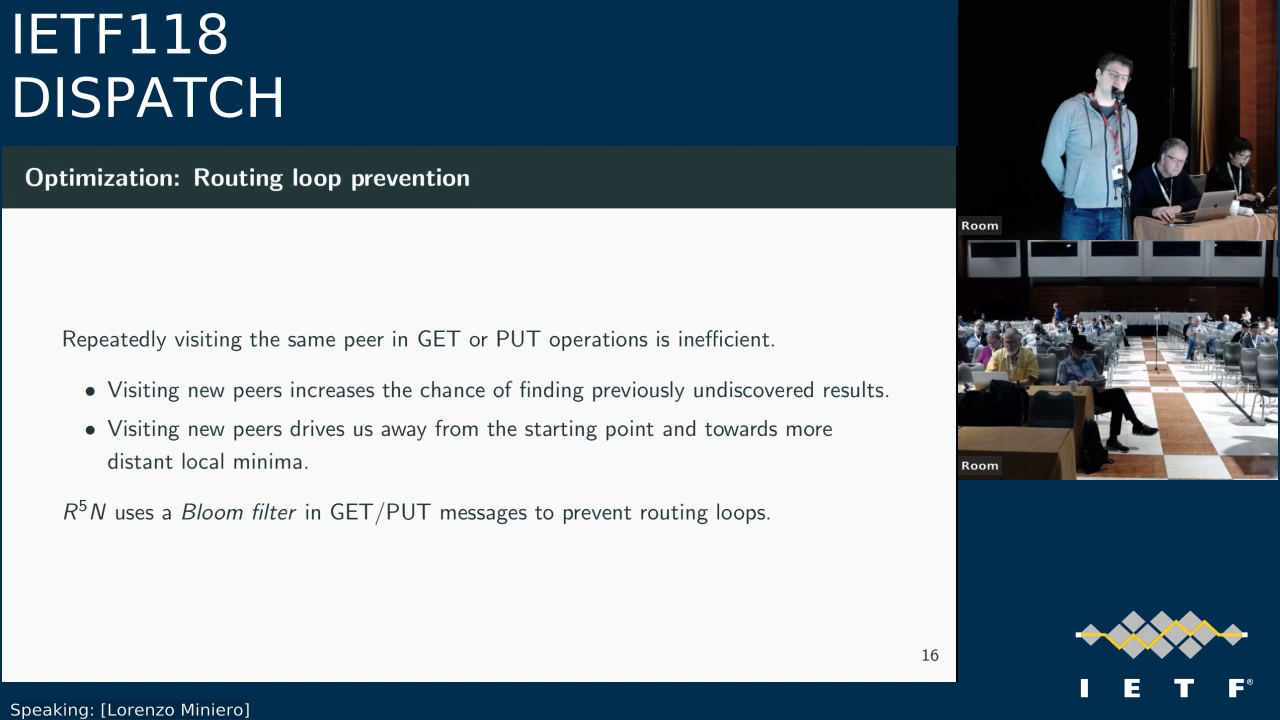 IETF118
DISPATCH
Optimization: Routing loop prevention
Repeatedly visiting the same peer in GET or PUT operations is inefficient.
• Visiting new peers increases the chance of finding previously undiscovered results.
• Visiting new peers drives us away from the starting point and towards more
distant local minima.
R⁵N uses a Bloom filter in GET/PUT messages to prevent routing loops.
16
Room
Room
I E T F®
Speaking: [Lorenzo Miniero]